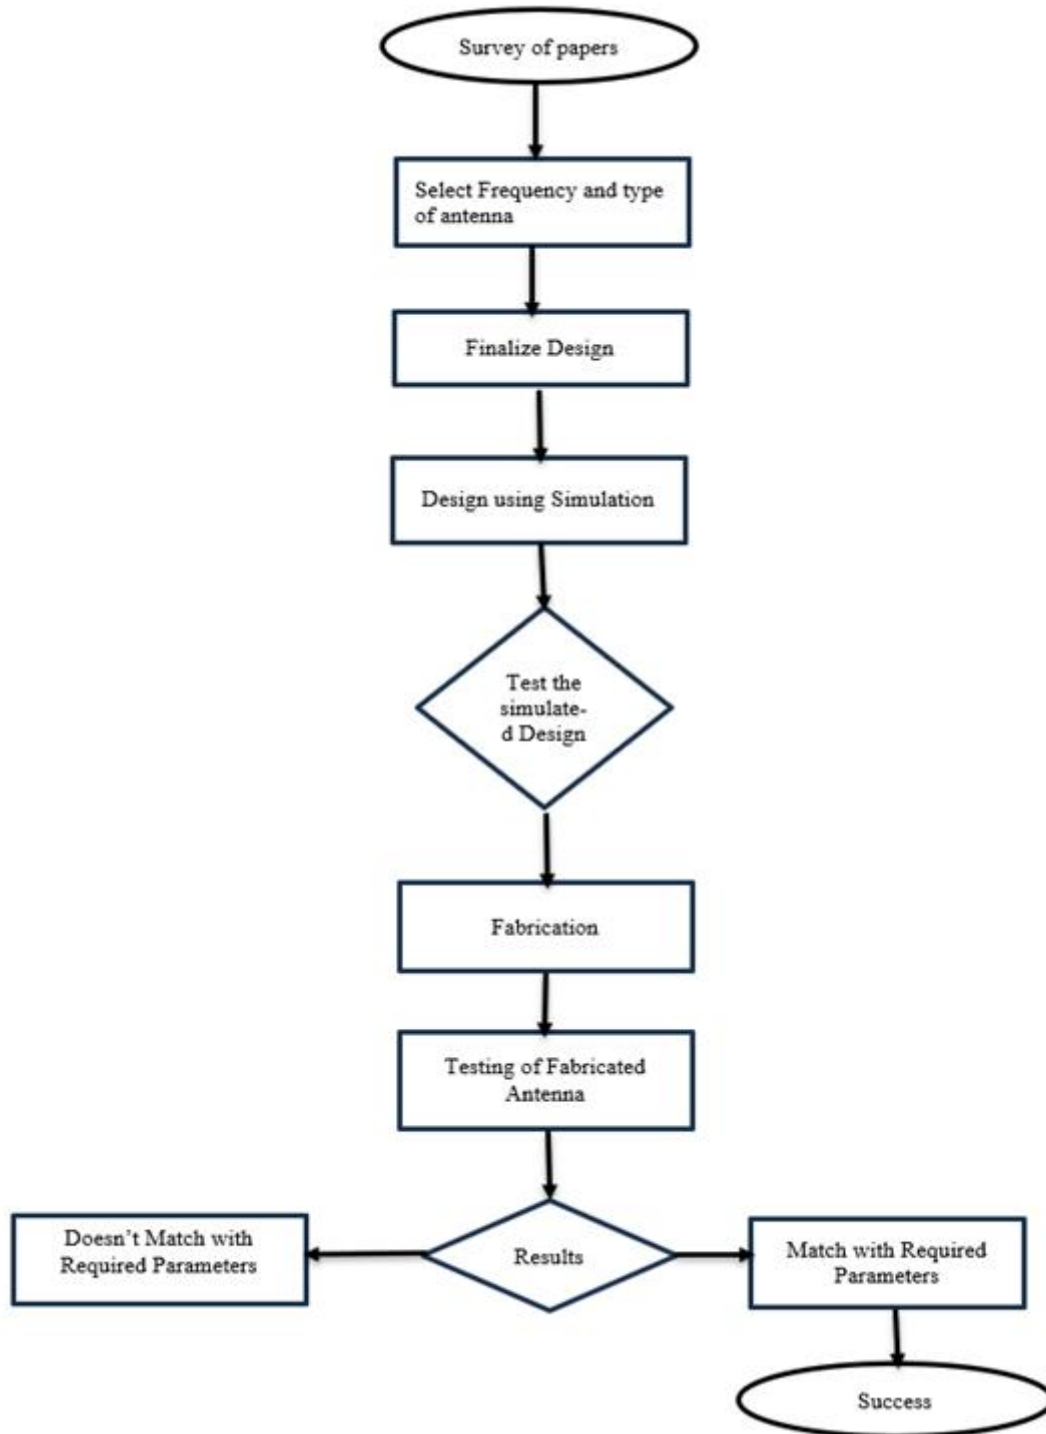 Survey of papers
Select Frequency and type
of antenna
Finalize Design
Design using Simulation
Test the
simulate-
d Design
Fabrication
Testing of Fabricated
Antenna
Doesn’t Match with
Required Parameters
Results
Match with Required
Parameters
Success